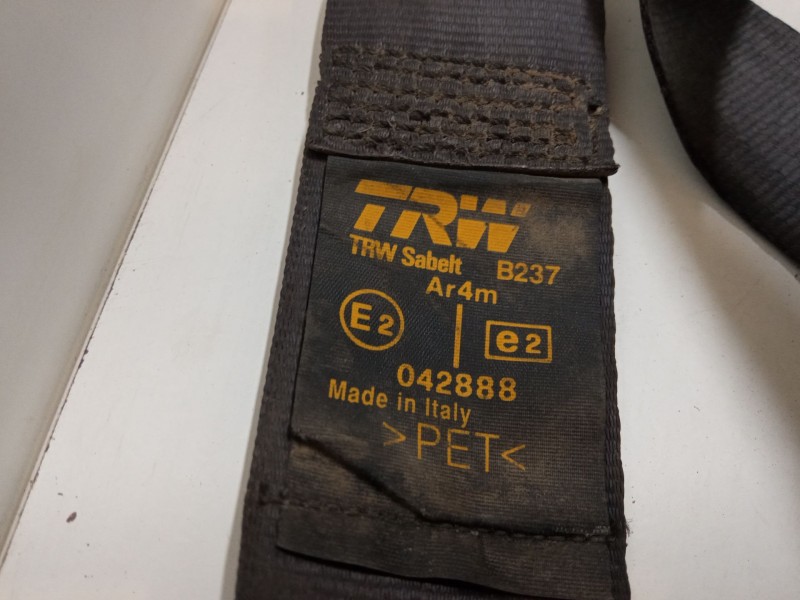 TRW
TRW Sabelt B237
Ar4m
E2 e2
042888
Made in Italy
>PET<